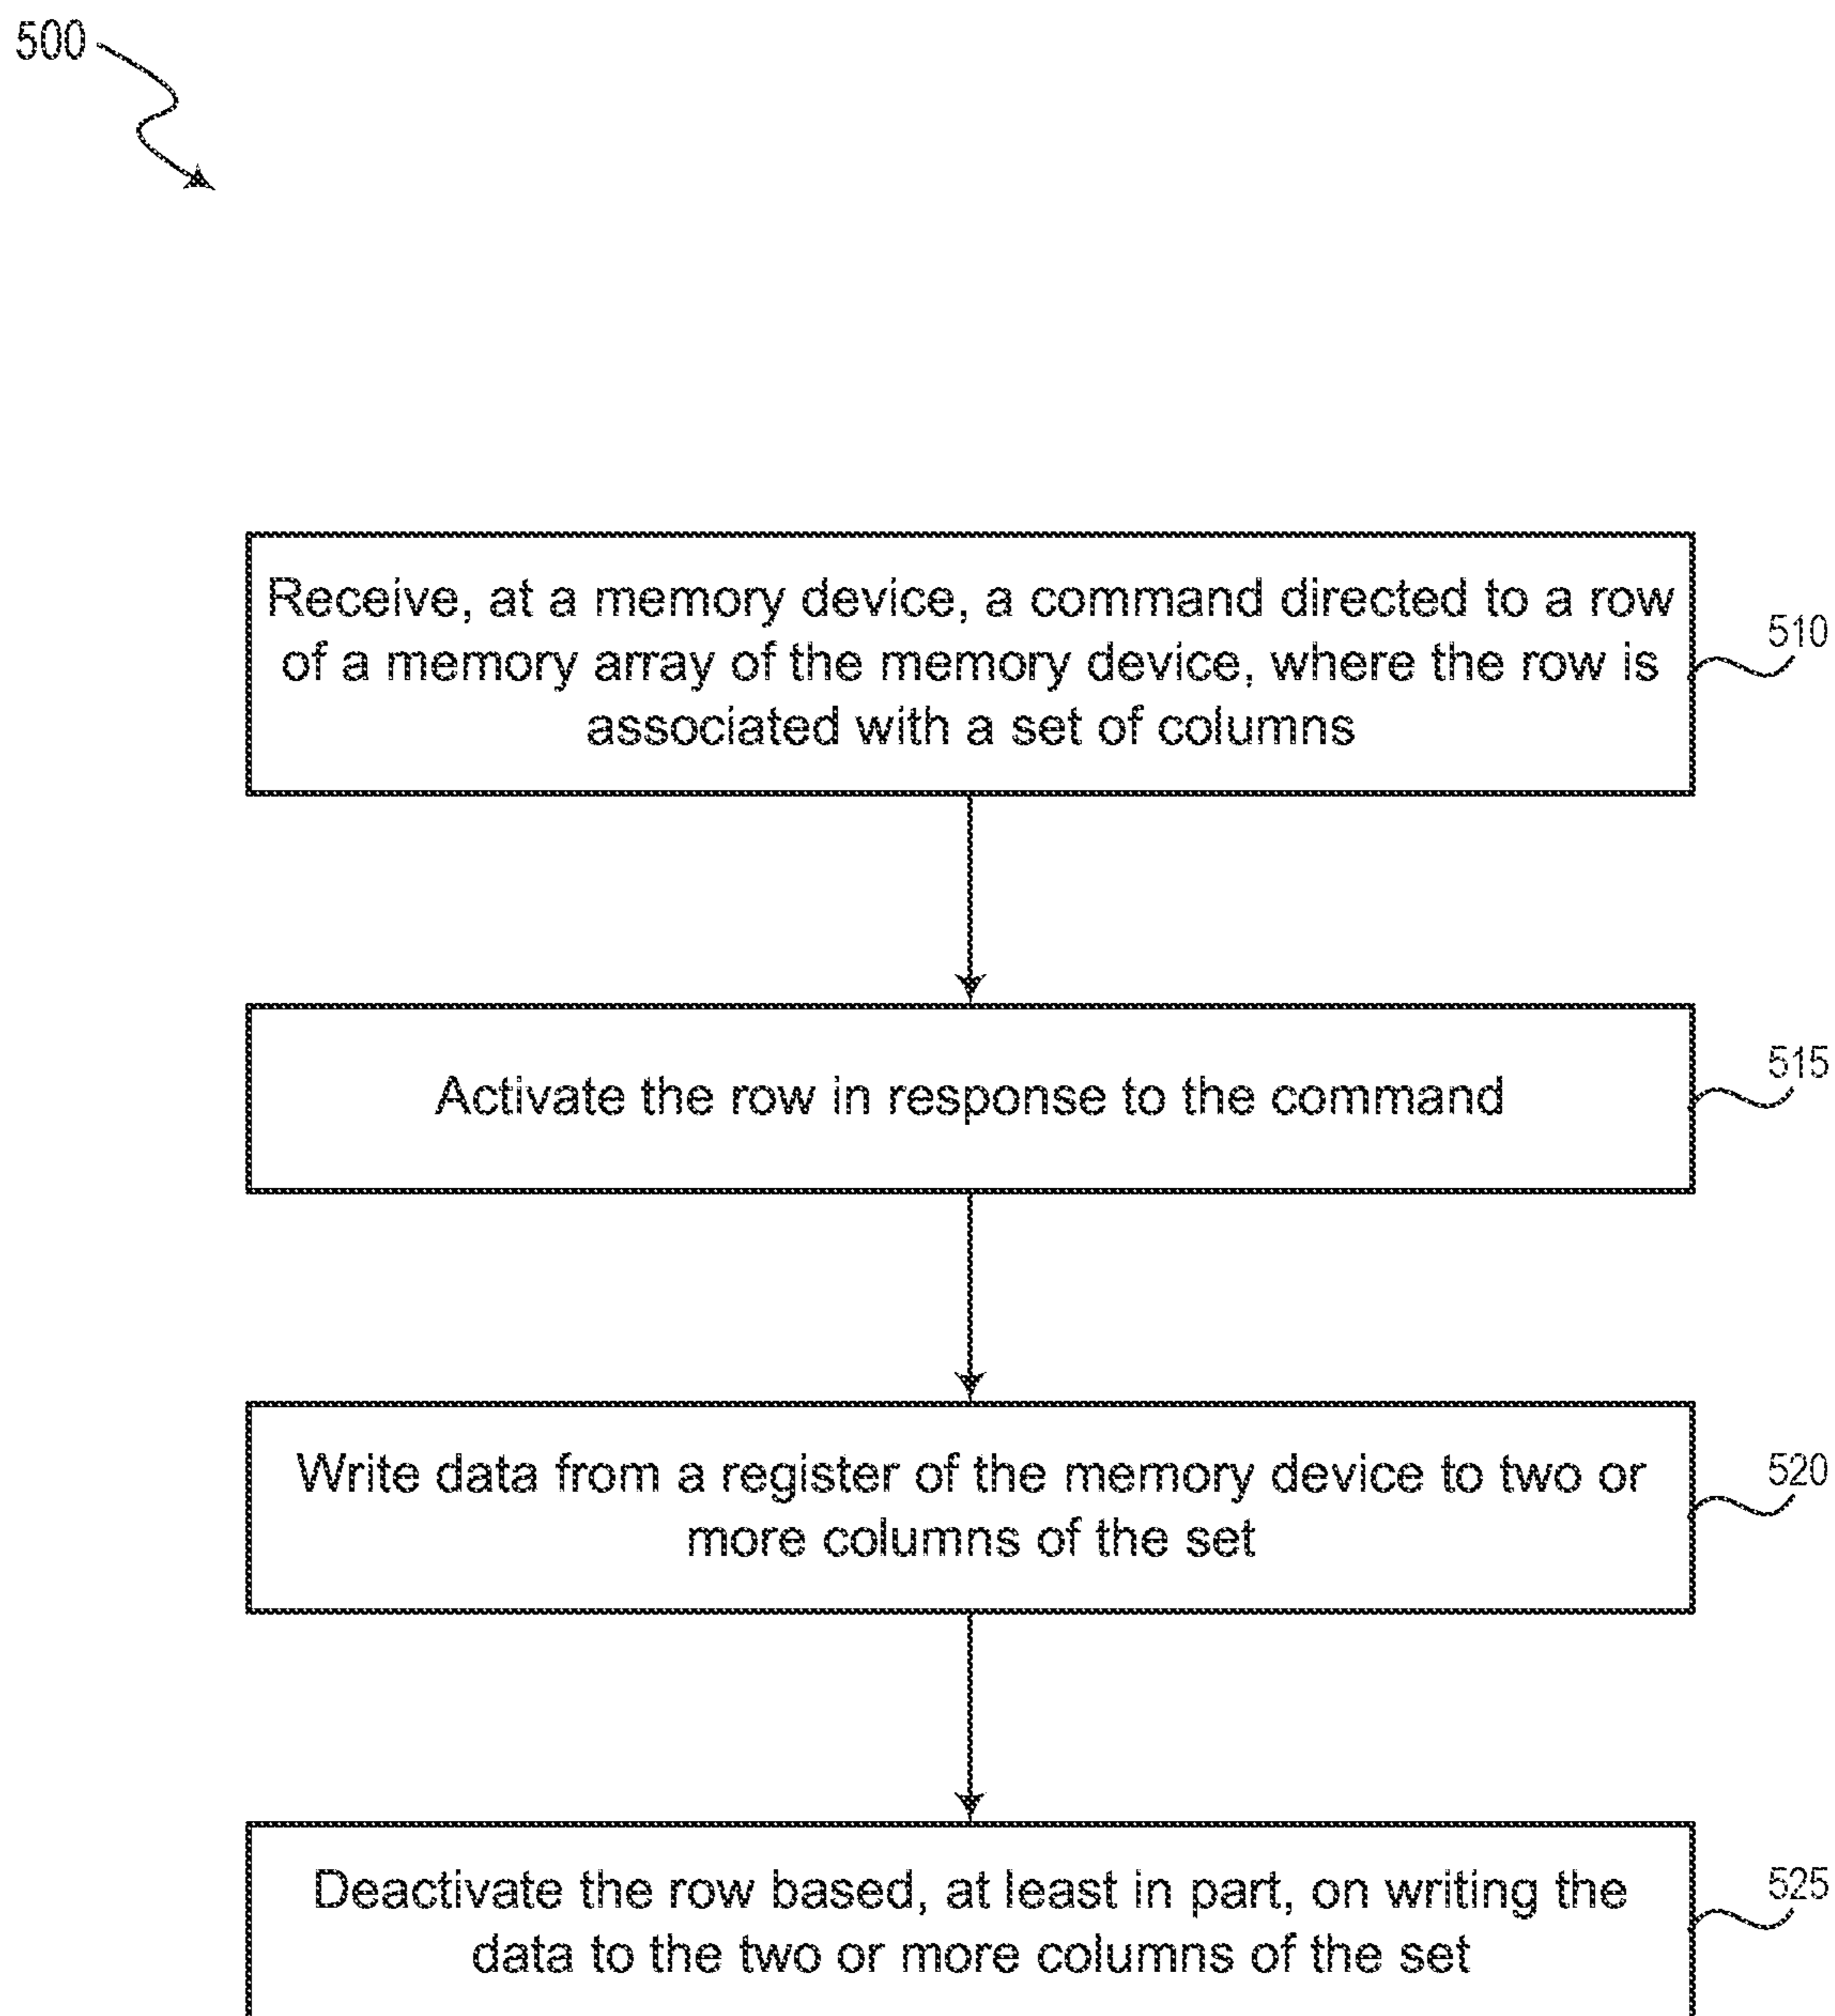 500
Receive, at a memory device, a command directed to a row
of a memory array of the memory device, where the row is
associated with a set of columns
510
Activate the row in response to the command
515
Write data from a register of the memory device to two or
more columns of the set
520
Deactivate the row based, at least in part, on writing the
data to the two or more columns of the set
525